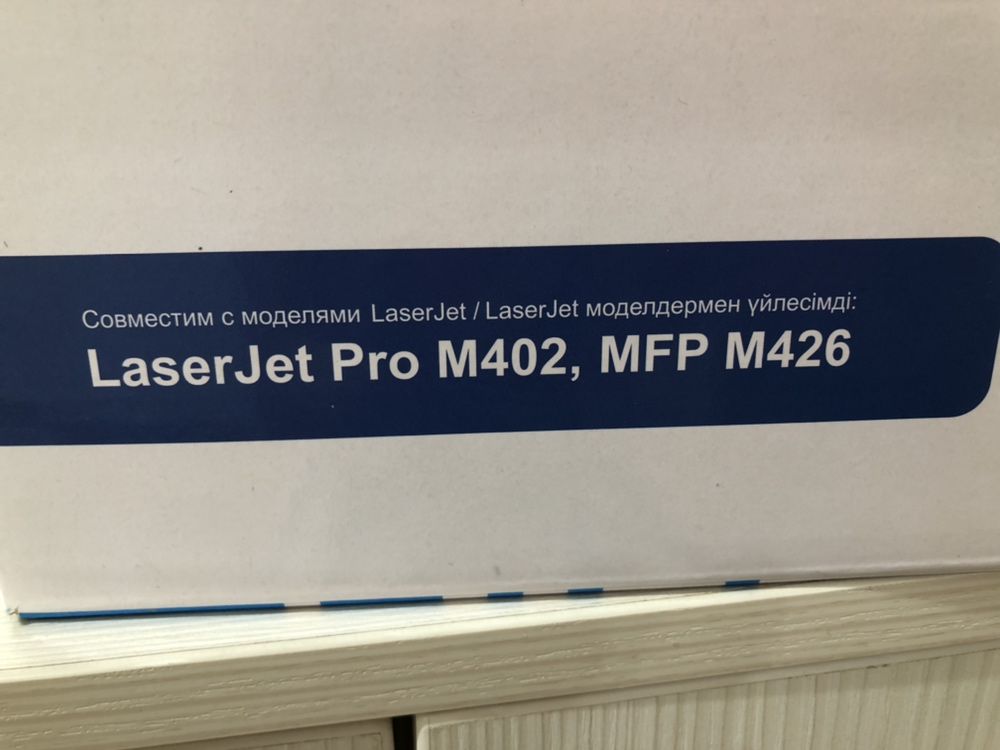 Совместим с моделями LaserJet / LaserJet моделдермен үйлесімді:
LaserJet Pro M402, MFP M426